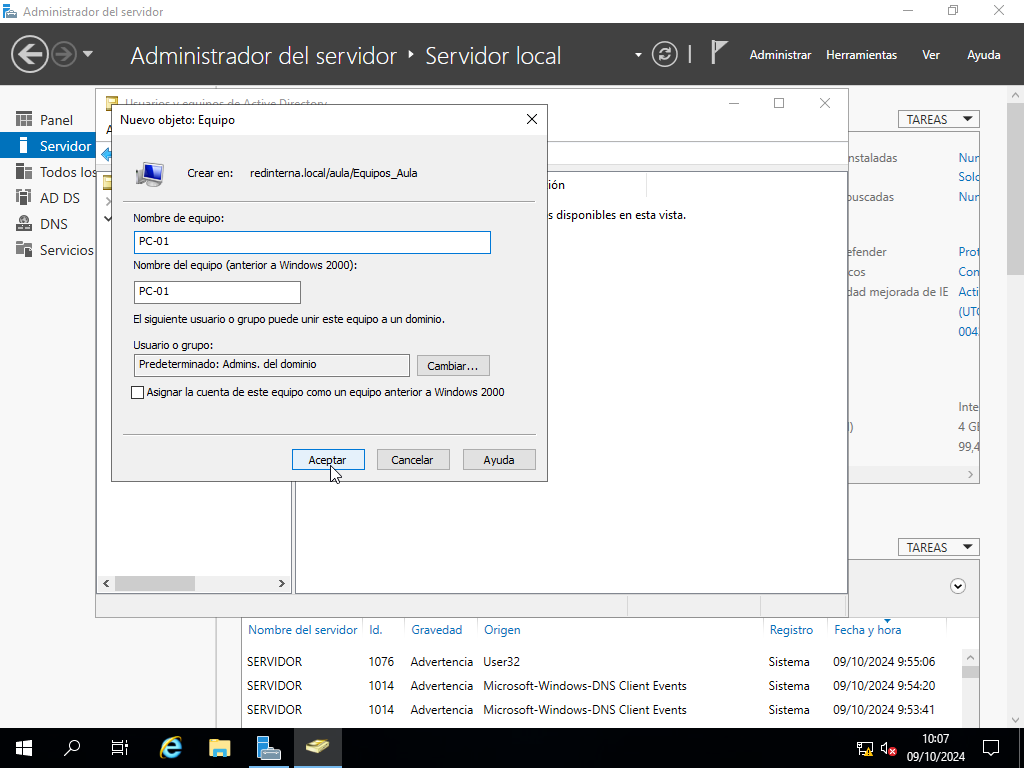 Administrador del servidor
Administrador del servidor ‣ Servidor local
Administrar Herramientas Ver Ayuda
Panel
Servidor
Todos los
AD DS
DNS
Servicios
Usuarios y equipos de Active Directory
Nuevo objeto: Equipo
Crear en: redinterna.local/aula/Equipos_Aula
Nombre de equipo:
PC-01
Nombre del equipo (anterior a Windows 2000):
PC-01
El siguiente usuario o grupo puede unir este equipo a un dominio.
Usuario o grupo:
Predeterminado: Admins. del dominio
Cambiar...
Asignar la cuenta de este equipo como un equipo anterior a Windows 2000
Aceptar Cancelar Ayuda
ión
s disponibles en esta vista.
TAREAS
nstaladas Nun
Solo
buscadas Nun
efender Prot
cos Con
dad mejorada de IE Acti
(UTC
004
Inte
) 4 GB
99,4
TAREAS
Nombre del servidor Id. Gravedad Origen Registro Fecha y hora
SERVIDOR 1076 Advertencia User32 Sistema 09/10/2024 9:55:06
SERVIDOR 1014 Advertencia Microsoft-Windows-DNS Client Events Sistema 09/10/2024 9:54:20
SERVIDOR 1014 Advertencia Microsoft-Windows-DNS Client Events Sistema 09/10/2024 9:53:41
10:07
09/10/2024